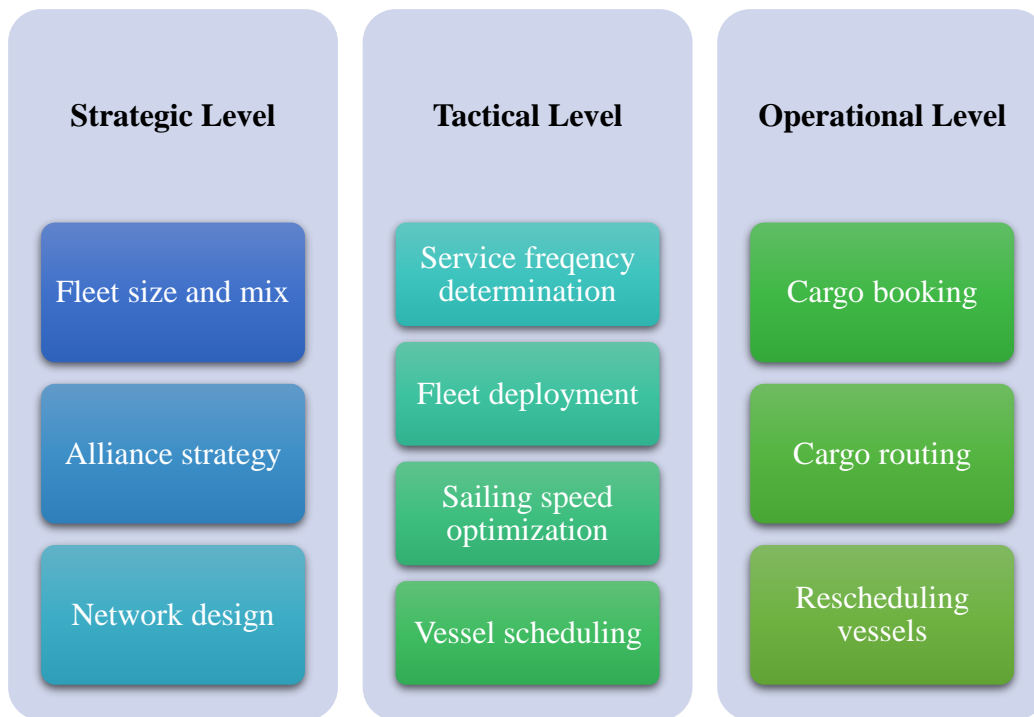 Strategic Level
Fleet size and mix
Alliance strategy
Network design
Tactical Level
Service freqency
determination
Fleet deployment
Sailing speed
optimization
Vessel scheduling
Operational Level
Cargo booking
Cargo routing
Rescheduling
vessels